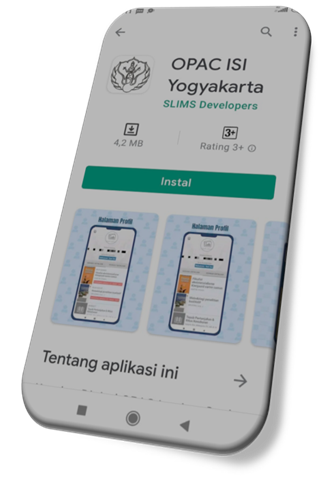 OPAC ISI
Yogyakarta
SLIMS Developers
4,2 MB
3+
Rating 3+
Instal
Halaman Profil
Halaman Profil
Tentang aplikasi ini